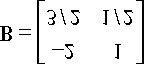 B = [ -2 1
3/2 1/2 ]